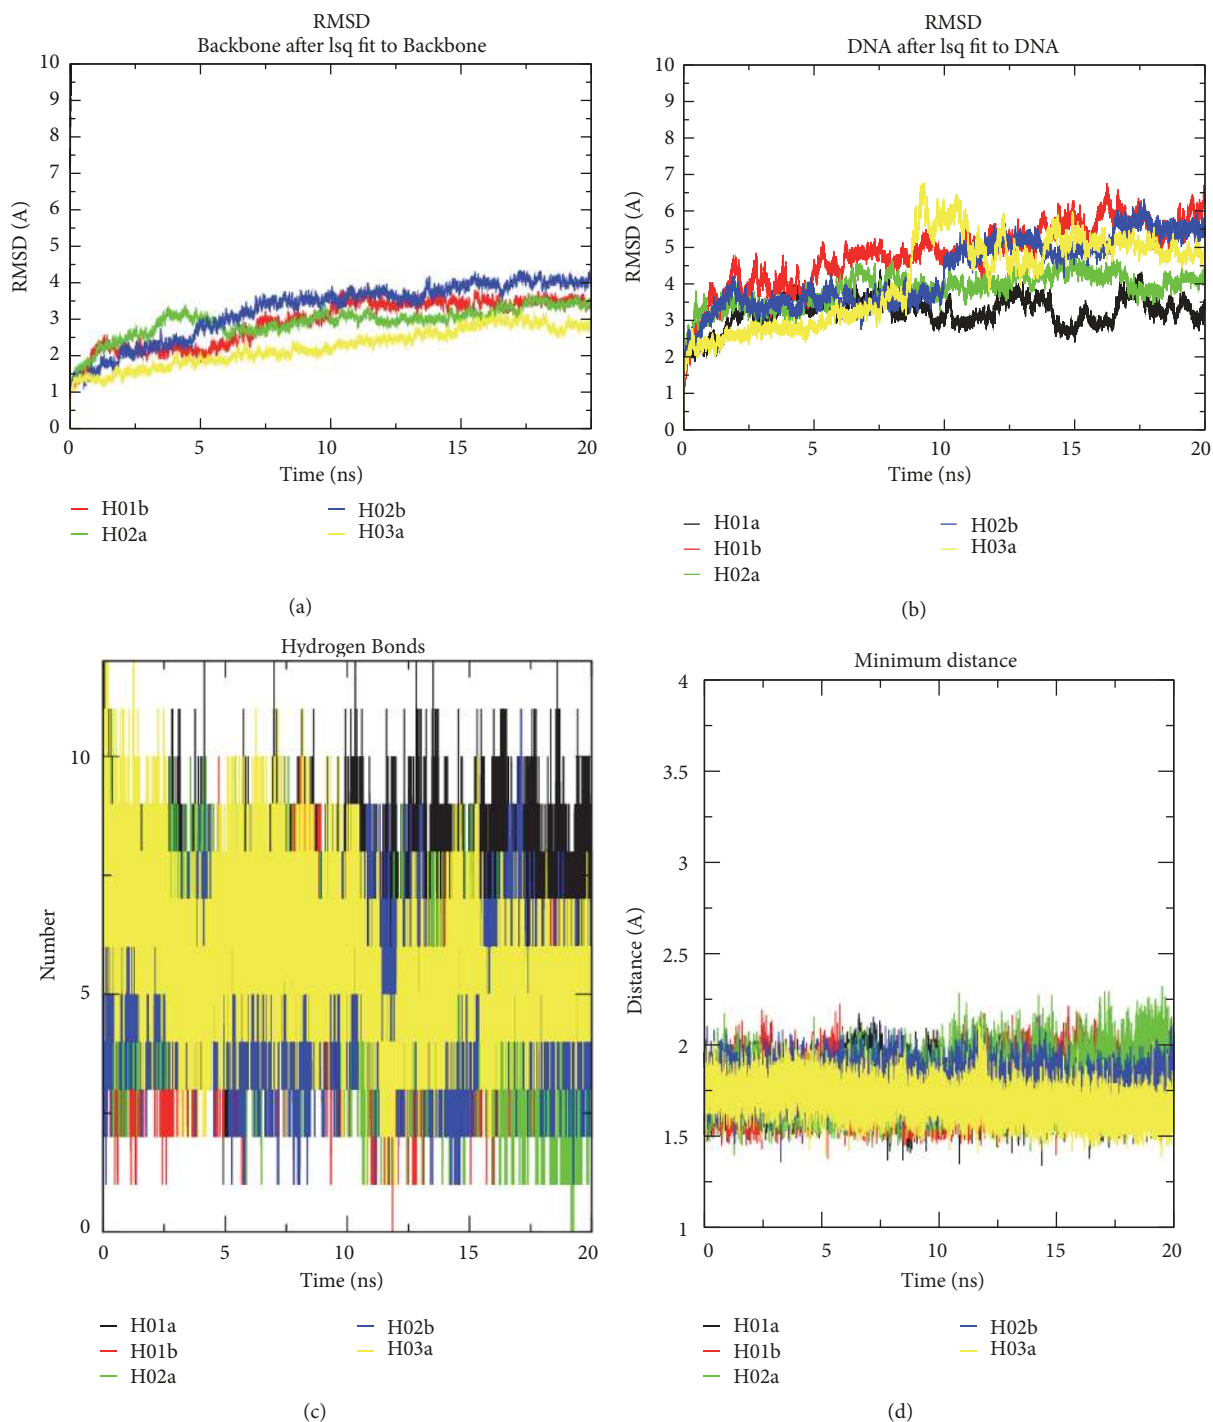 RMSD
Backbone after lsq fit to Backbone
10
9
8
7
6
5
4
3
2
1
0
RMSD (A)
0 5 10 15 20
Time (ns)
H01b
H02a
H02b
H03a
(a)
RMSD
DNA after lsq fit to DNA
10
9
8
7
6
5
4
3
2
1
0
RMSD (A)
0 5 10 15 20
Time (ns)
H01a
H01b
H02a
H02b
H03a
(b)
Hydrogen Bonds
10
5
0
Number
0 5 10 15 20
Time (ns)
H01a
H01b
H02a
H02b
H03a
(c)
Minimum distance
4
3.5
3
2.5
2
1.5
1
Distance (A)
0 5 10 15 20
Time (ns)
H01a
H01b
H02a
H02b
H03a
(d)